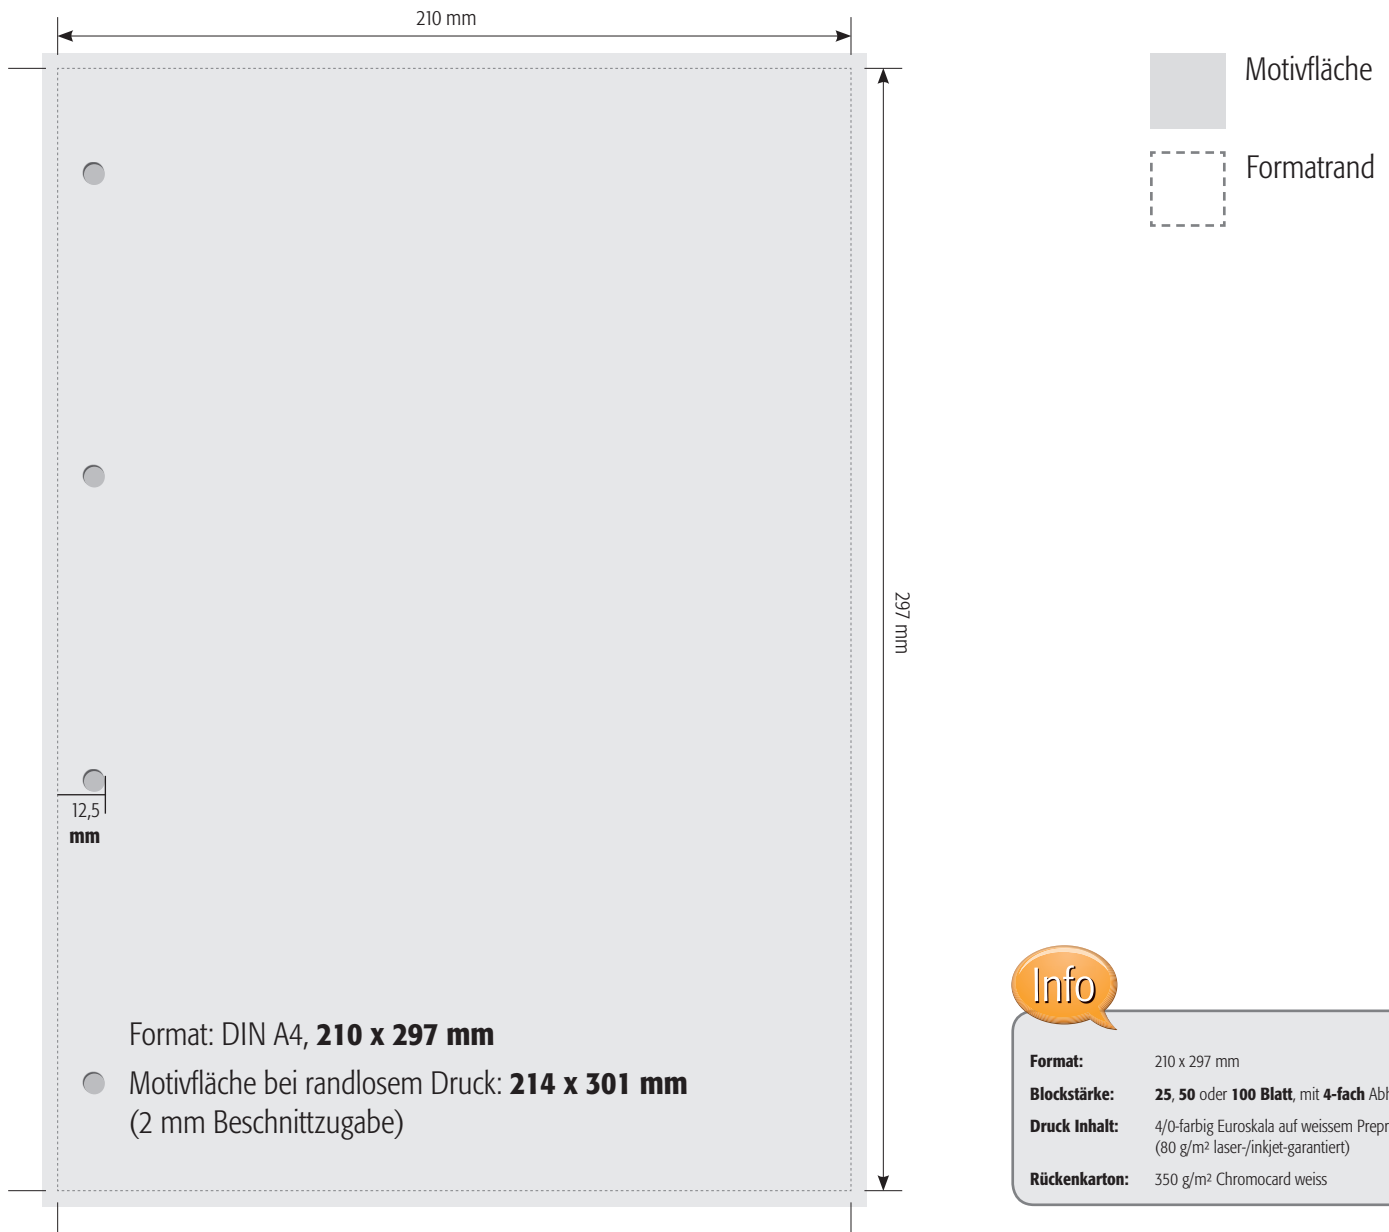 210 mm
Motivfläche
Formatrand
297 mm
12,5
mm
Format: DIN A4, 210 x 297 mm
Motivfläche bei randlosem Druck: 214 x 301 mm
(2 mm Beschnittzugabe)
Info
Format: 210 x 297 mm
Blockstärke: 25, 50 oder 100 Blatt, mit 4-fach
Druck Inhalt: 4/0-farbig Euroskala auf weissem
(80 g/m² laser-/inkjet-garantiert)
Rückenkarton: 350 g/m² Chromocard weiss